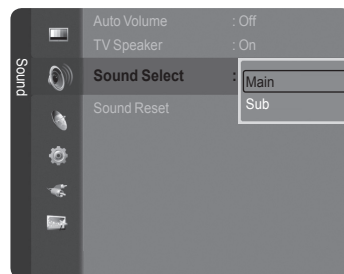 Sound
Auto Volume : Off
TV Speaker : On
Sound Select : Main
Sub
Sound Reset